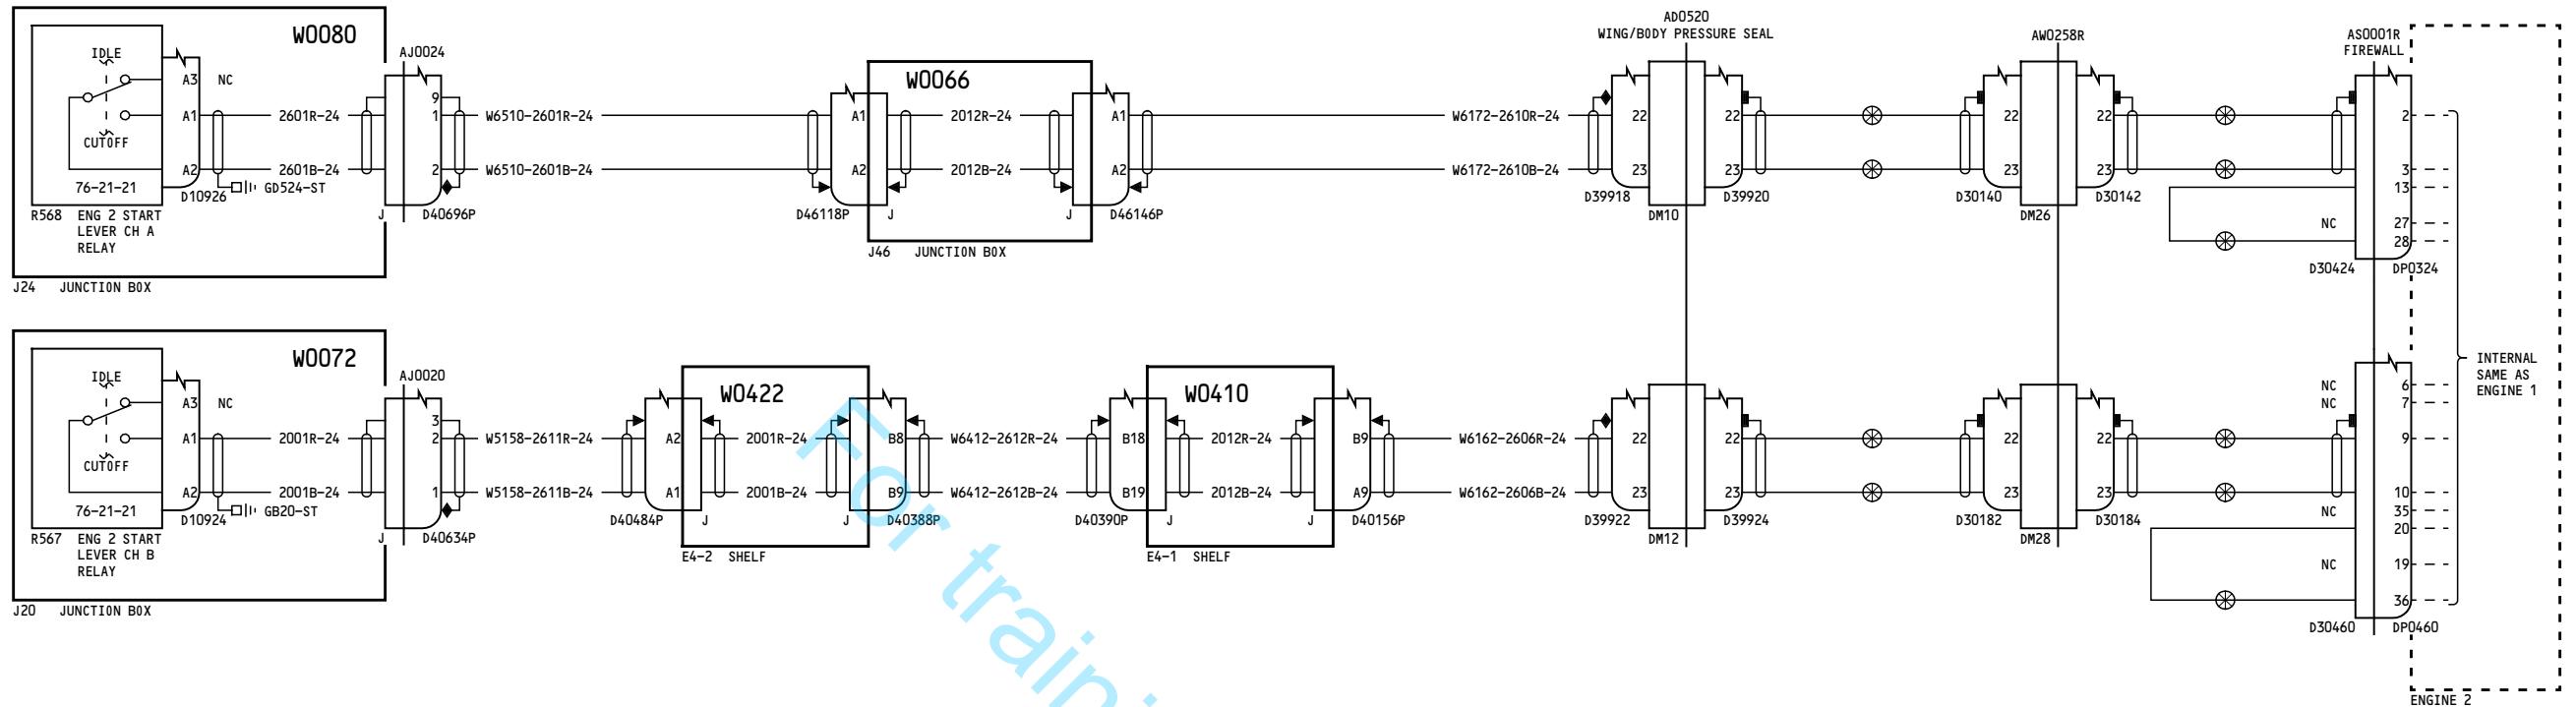 AD0520
WING/BODY PRESSURE SEAL
AW0258R
AS0001R
FIREWALL
W0080
IDLE
CUTOFF
A3 NC
A1
A2
2601R-24
2601B-24
76-21-21
D10926
GD524-ST
R568 ENG 2 START
LEVER CH A
RELAY
J24 JUNCTION BOX
AJ0024
9
1
2
J D40696P
W6510-2601R-24
W6510-2601B-24
W0066
A1
A2
D46118P J
2012R-24
2012B-24
A1
A2
J D46146P
J46 JUNCTION BOX
W6172-2610R-24
W6172-2610B-24
22
23
D39918
DM10
22
23
D39920
22
23
D30140
DM26
22
23
D30142
2
3
13
NC 27
28
D30424 DP0324
W0072
IDLE
CUTOFF
A3 NC
A1
A2
2001R-24
2001B-24
76-21-21
D10924
GB20-ST
R567 ENG 2 START
LEVER CH B
RELAY
J20 JUNCTION BOX
AJ0020
3
2
1
J D40634P
W5158-2611R-24
W5158-2611B-24
W0422
A2
A1
D40484P J
2001R-24
2001B-24
B8
B9
J D40388P
E4-2 SHELF
W6412-2612R-24
W6412-2612B-24
W0410
B18
B19
D40390P J
2012R-24
2012B-24
B9
A9
J D40156P
E4-1 SHELF
W6162-2606R-24
W6162-2606B-24
22
23
D39922
DM12
22
23
D39924
22
23
D30182
DM28
22
23
D30184
NC 6
NC 7
9
10
NC 35
20
NC 19
36
D30460 DP0460
INTERNAL
SAME AS
ENGINE 1
ENGINE 2
For